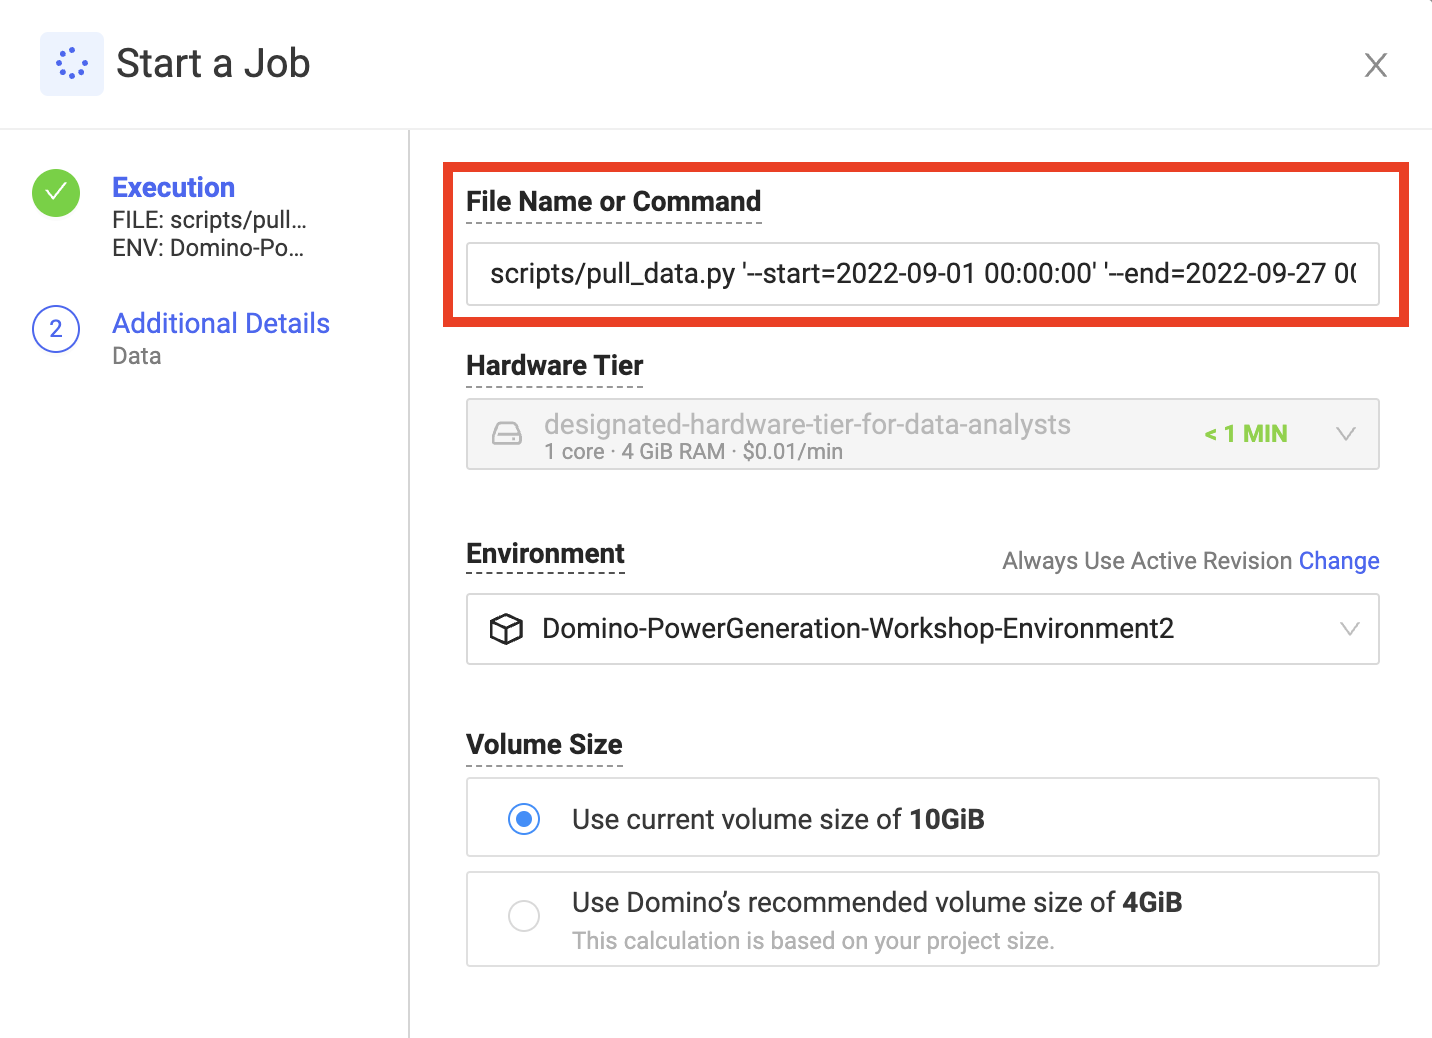 Start a Job
Execution
FILE: scripts/pull...
ENV: Domino-Po...
2
Additional Details
Data
File Name or Command
scripts/pull_data.py '--start=2022-09-01 00:00:00' '--end=2022-09-27 00
Hardware Tier
designated-hardware-tier-for-data-analysts
1 core · 4 GiB RAM · $0.01/min
< 1 MIN
Environment
Always Use Active Revision Change
Domino-PowerGeneration-Workshop-Environment2
Volume Size
Use current volume size of 10GiB
Use Domino’s recommended volume size of 4GiB
This calculation is based on your project size.